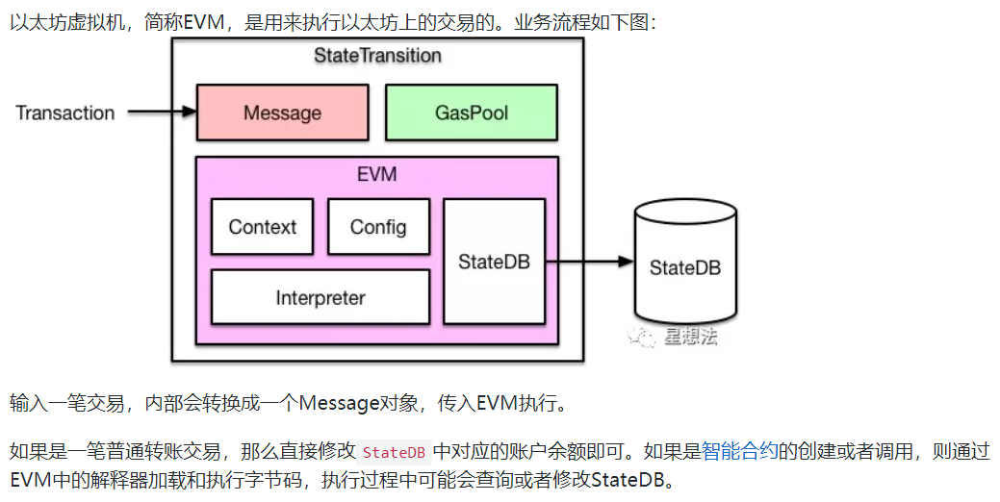 以太坊虚拟机，简称EVM，是用来执行以太坊上的交易的。业务流程如下图：
StateTransition
Transaction
Message
GasPool
EVM
Context
Config
StateDB
Interpreter
StateDB
星想法
输入一笔交易，内部会转换成一个Message对象，传入EVM执行。
如果是一笔普通转账交易，那么直接修改 StateDB 中对应的账户余额即可。如果是智能合约的创建或者调用，则通过
EVM中的解释器加载和执行字节码，执行过程中可能会查询或者修改StateDB。